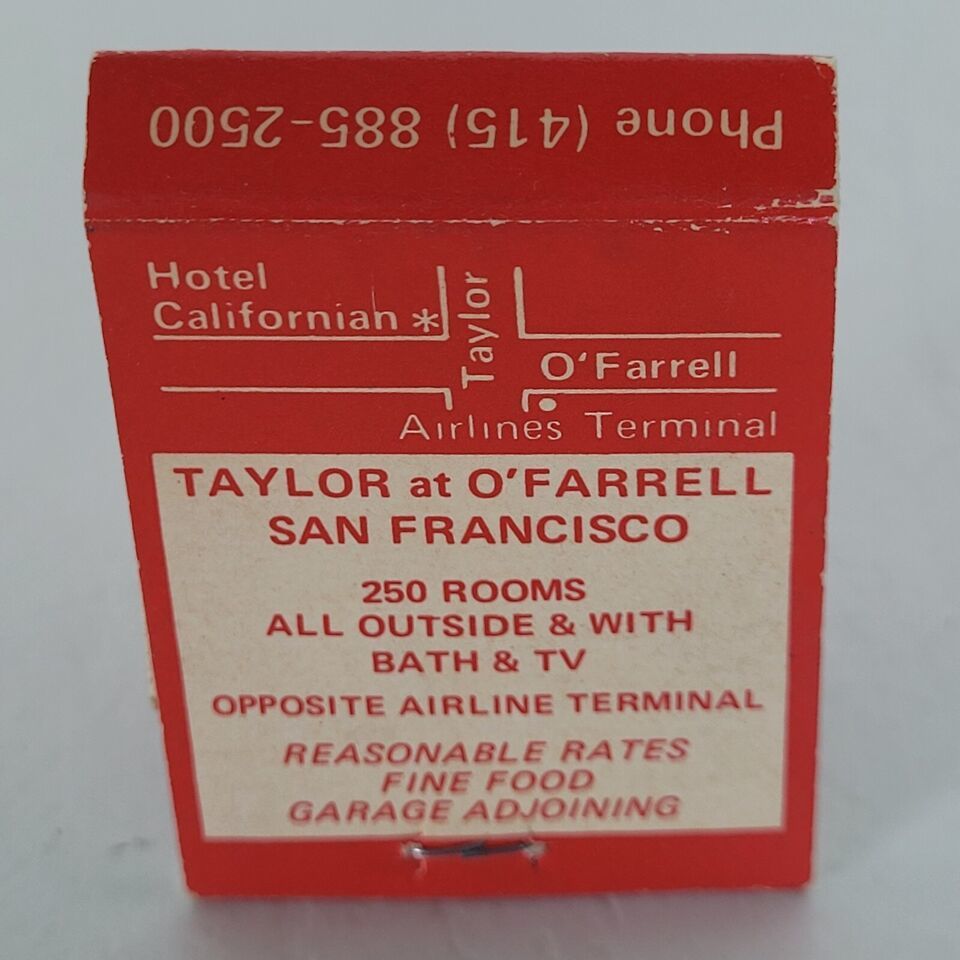 Phone (415) 885-2500
Hotel
Californian *
Taylor
O'Farrell
Airlines Terminal
TAYLOR at O'FARRELL
SAN FRANCISCO
250 ROOMS
ALL OUTSIDE & WITH
BATH & TV
OPPOSITE AIRLINE TERMINAL
REASONABLE RATES
FINE FOOD
GARAGE ADJOINING